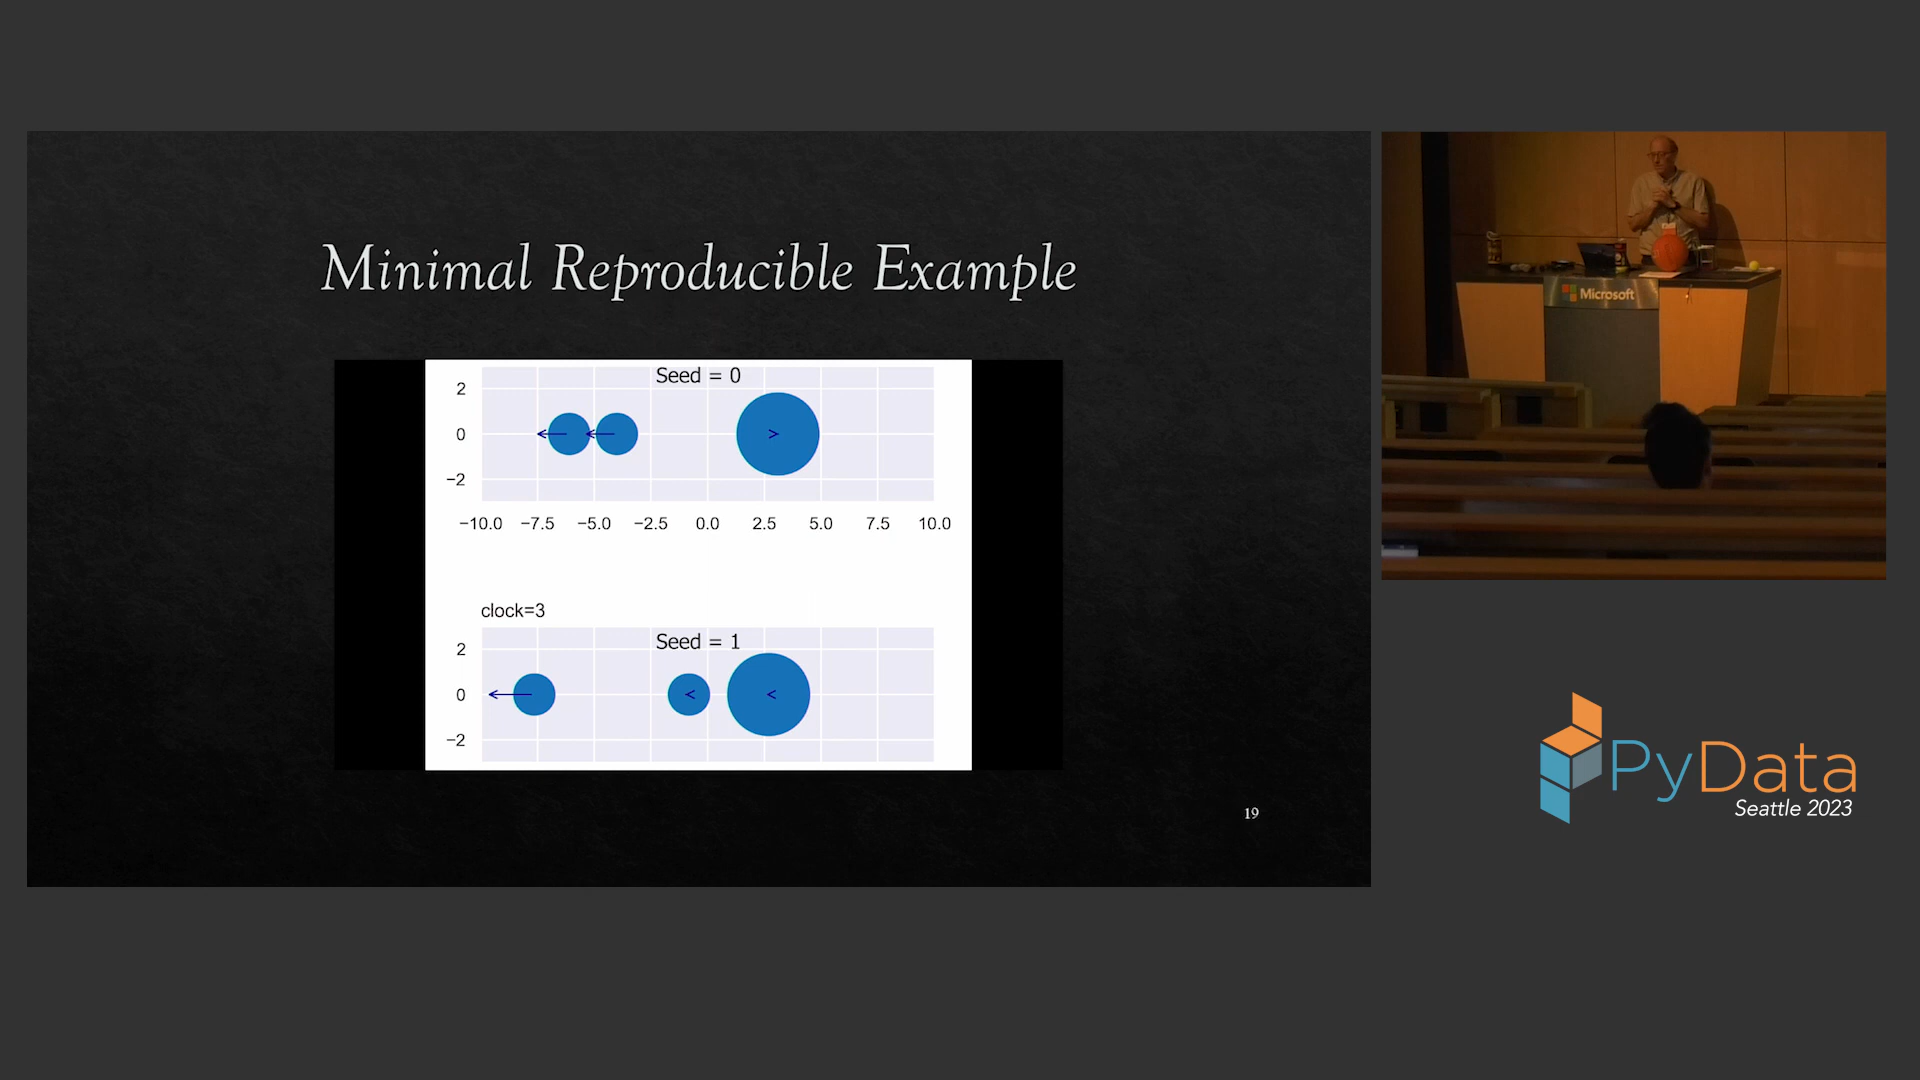 Minimal Reproducible Example
Seed = 0
2
0
−2
−10.0 −7.5 −5.0 −2.5 0.0 2.5 5.0 7.5 10.0
clock=3
Seed = 1
2
0
−2
19
Microsoft
PyData
Seattle 2023